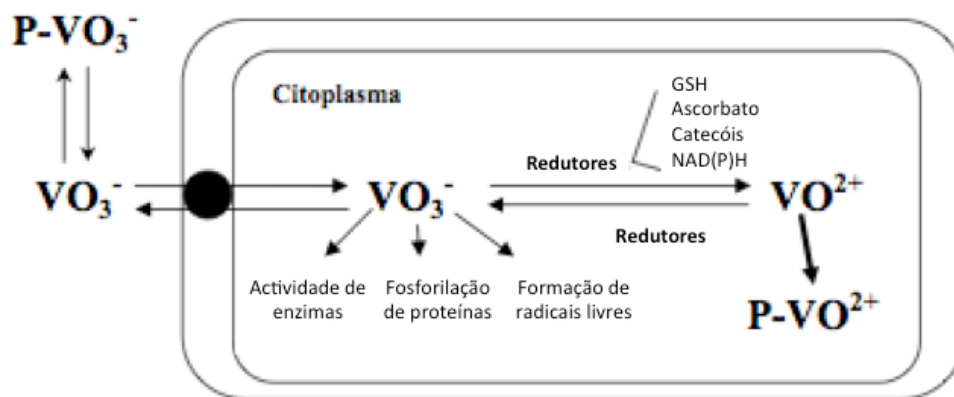 P-VO₃⁻
Citoplasma
GSH
Ascorbato
Catecóis
NAD(P)H
Redutores
VO₃⁻
VO₃⁻
VO²⁺
Redutores
Actividade de
enzimas
Fosforilação
de proteínas
Formação de
radicais livres
P-VO²⁺